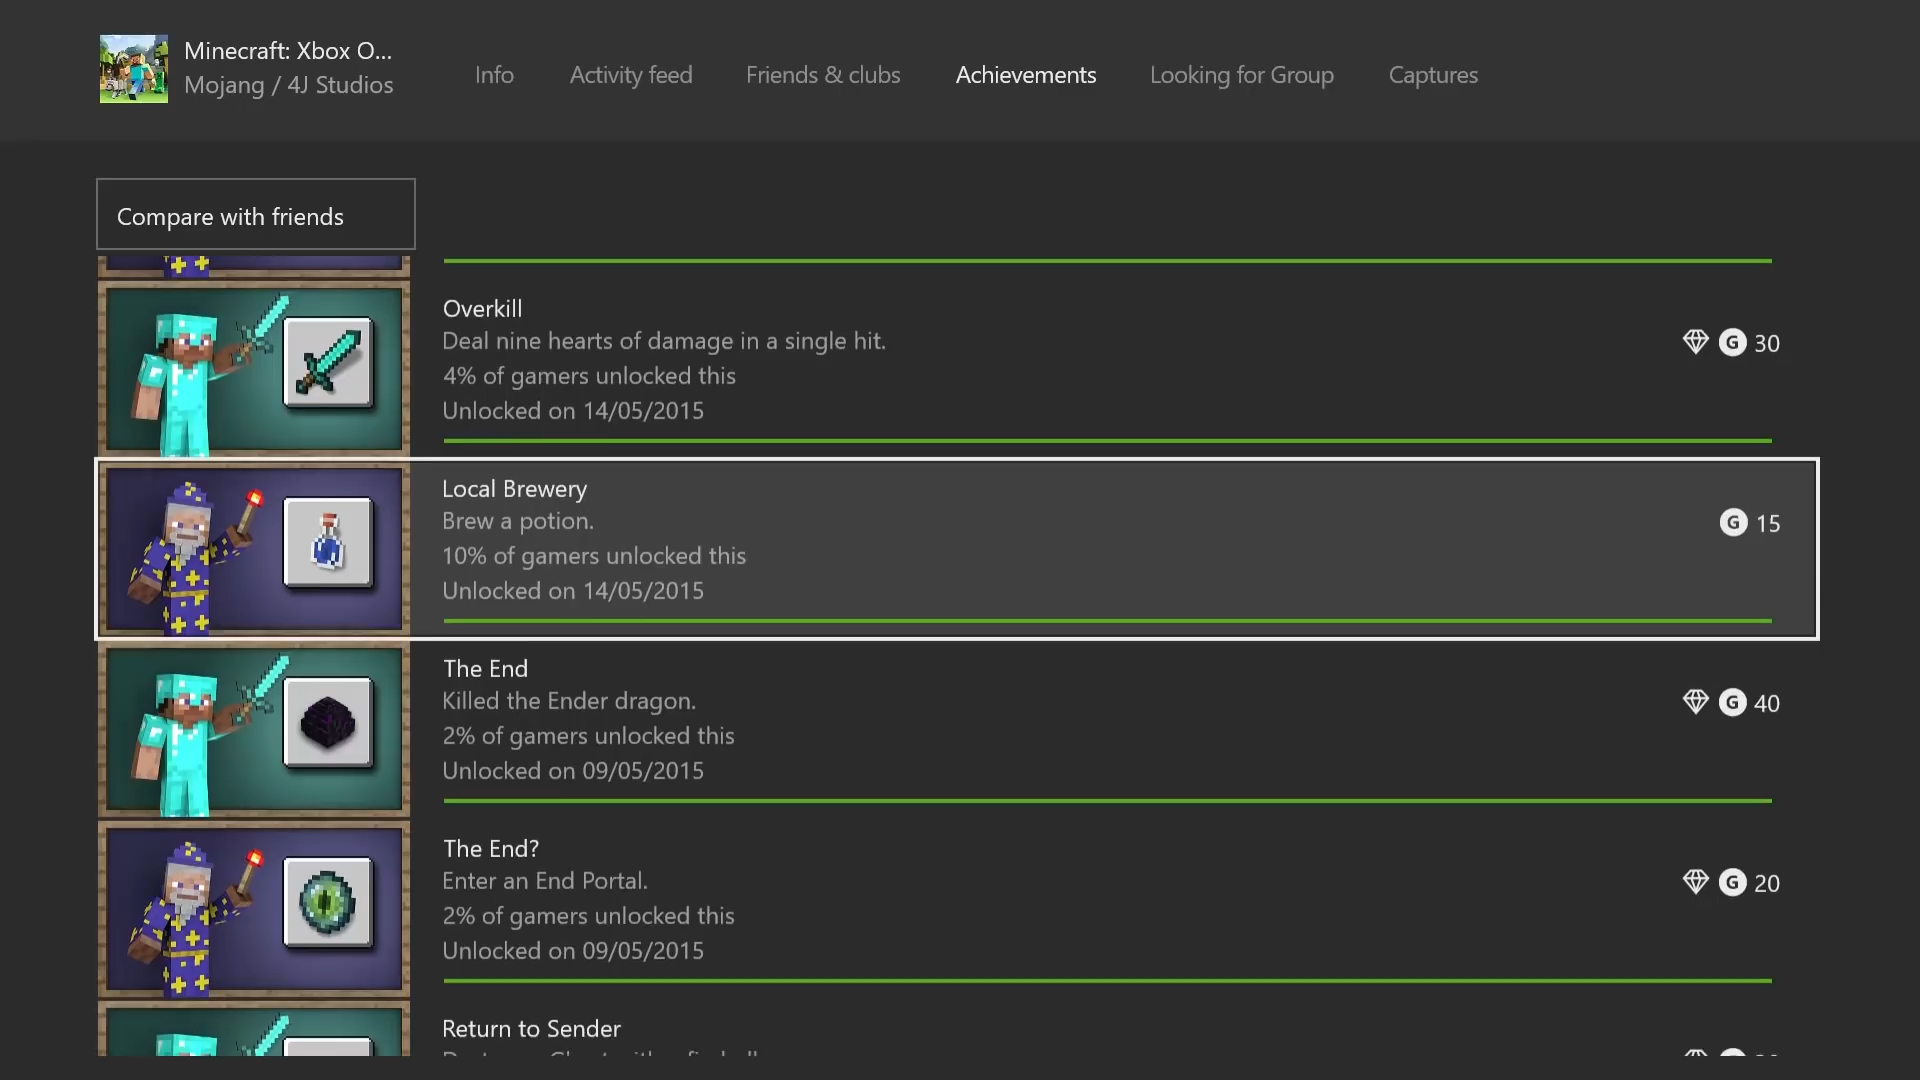 Minecraft: Xbox O...
Mojang / 4J Studios
Info
Activity feed
Friends & clubs
Achievements
Looking for Group
Captures
Compare with friends
Overkill
Deal nine hearts of damage in a single hit.
4% of gamers unlocked this
Unlocked on 14/05/2015
G 30
Local Brewery
Brew a potion.
10% of gamers unlocked this
Unlocked on 14/05/2015
G 15
The End
Killed the Ender dragon.
2% of gamers unlocked this
Unlocked on 09/05/2015
G 40
The End?
Enter an End Portal.
2% of gamers unlocked this
Unlocked on 09/05/2015
G 20
Return to Sender